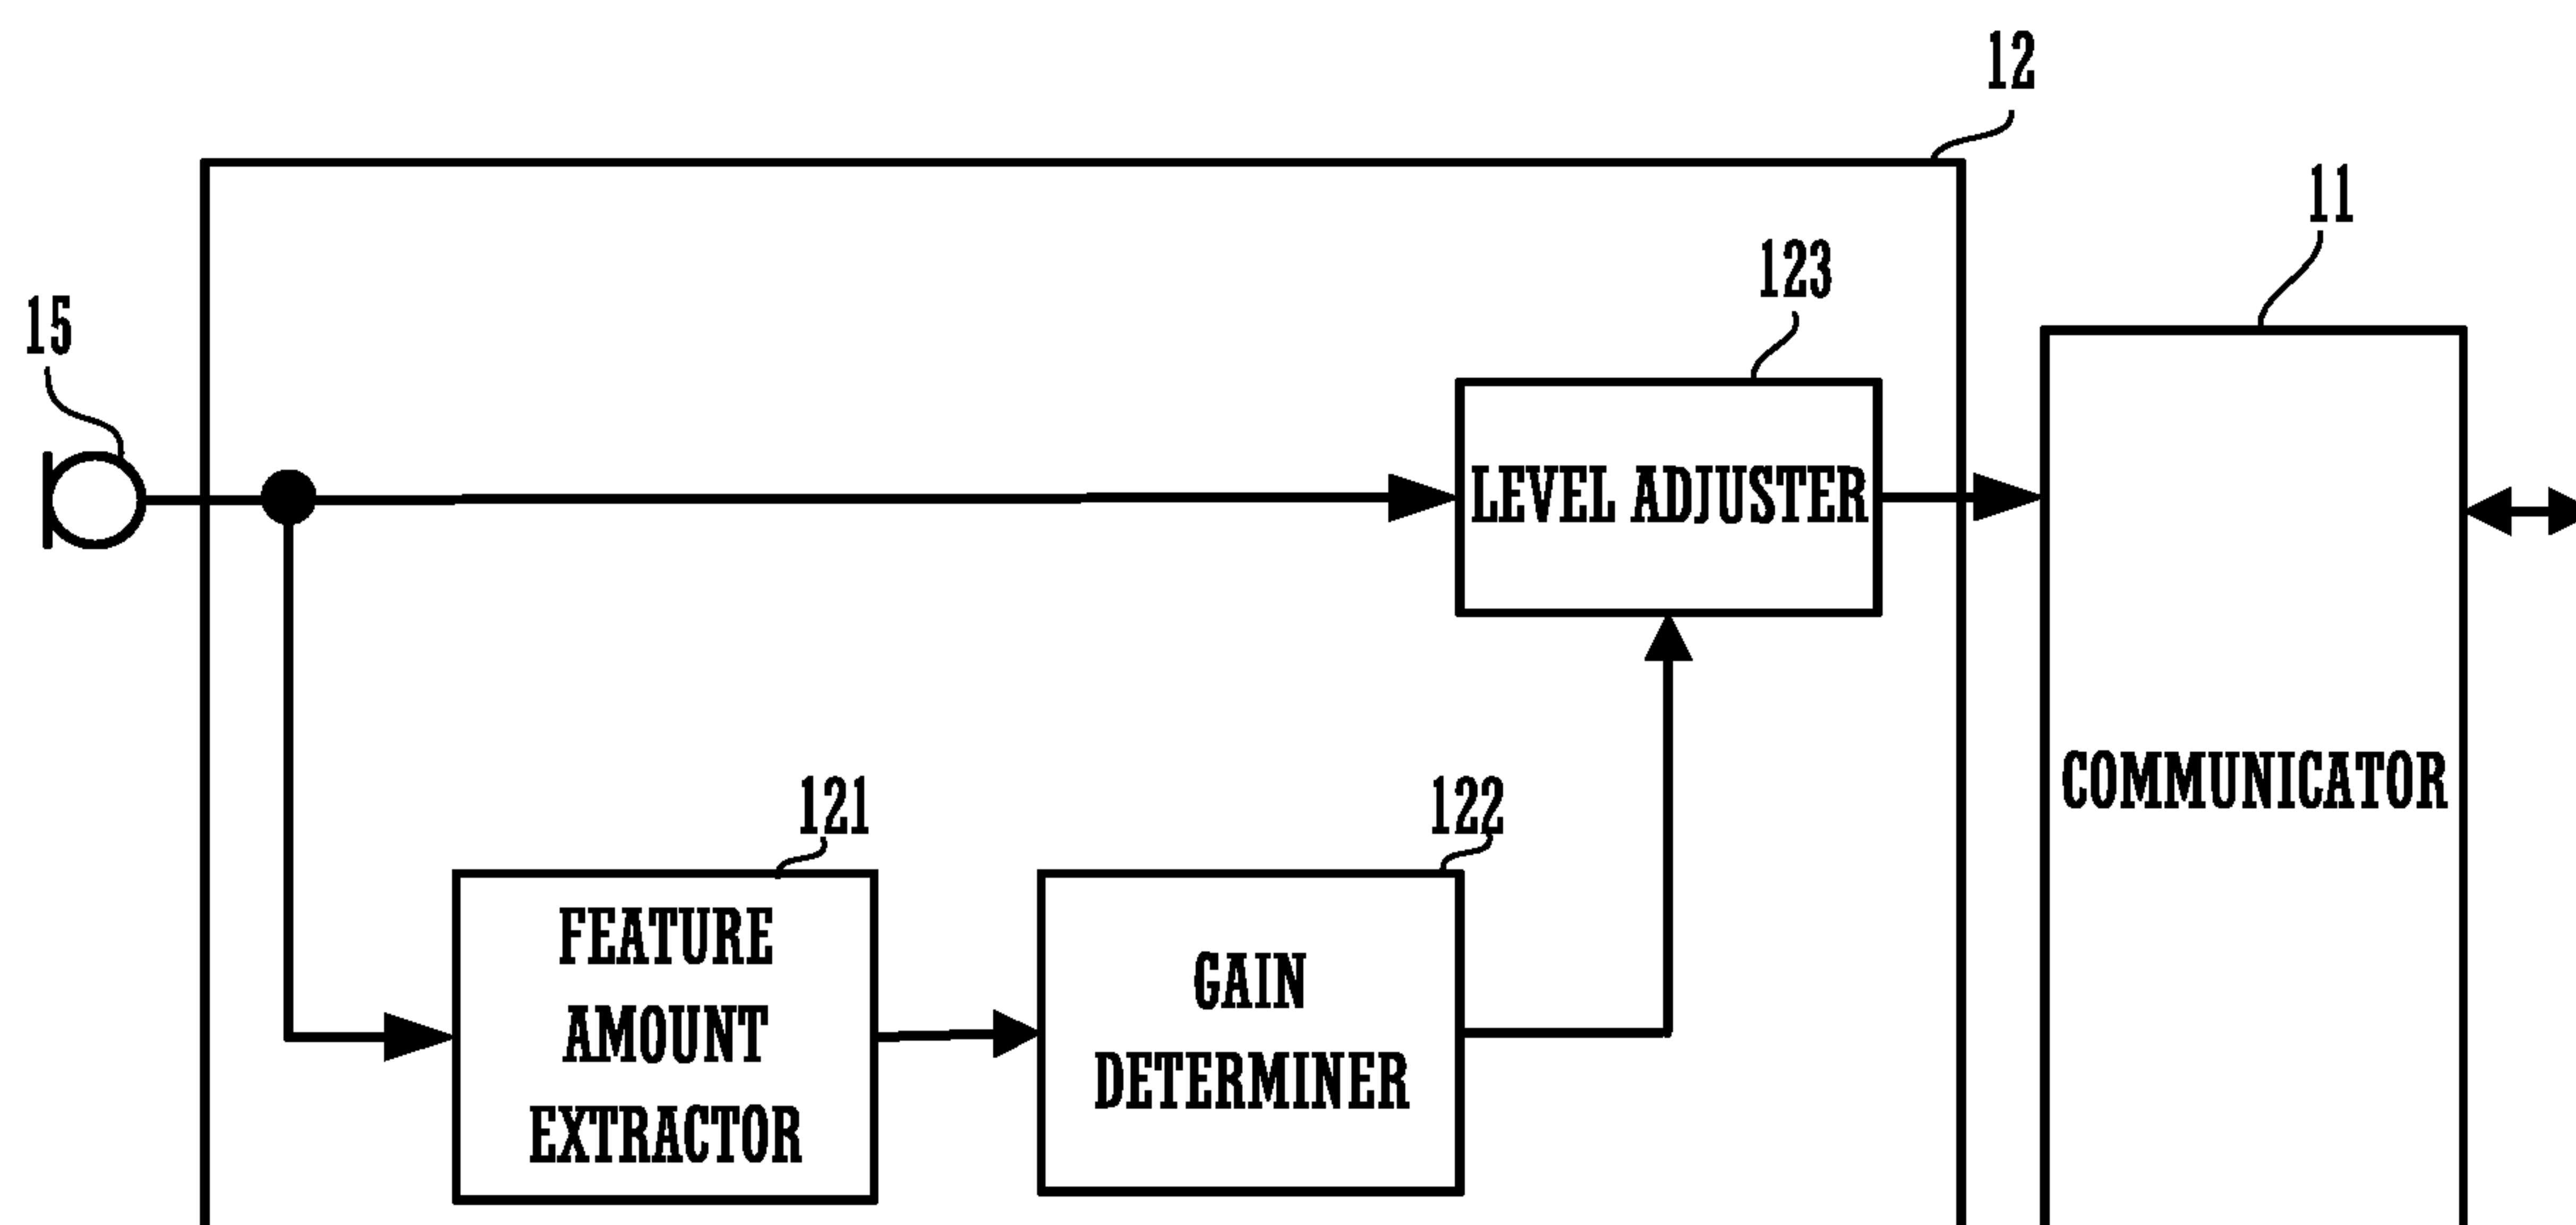 12
11
123
15
LEVEL ADJUSTER
COMMUNICATOR
121
122
FEATURE
AMOUNT
EXTRACTOR
GAIN
DETERMINER